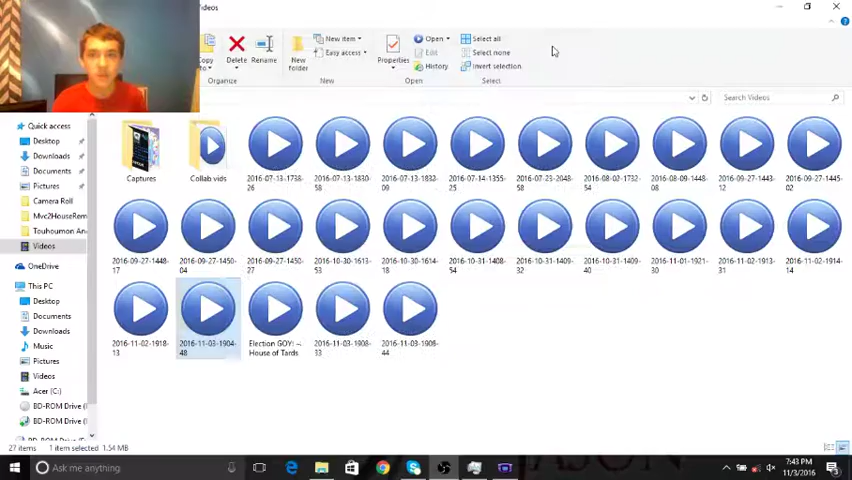 Videos
Copy
to
Delete
Rename
New
folder
New item
Easy access
Properties
Open
Edit
History
Select all
Select none
Invert selection
Organize
New
Open
Select
Search Videos
Quick access
Desktop
Downloads
Documents
Pictures
Camera Roll
Mvc2HouseRem
Touhoumon An
Videos
OneDrive
This PC
Desktop
Documents
Downloads
Music
Pictures
Videos
Acer (C:)
BD-ROM Drive (
BD-ROM Drive (
Captures
Collab vids
2016-07-13-1738-
26
2016-07-13-1830-
58
2016-07-13-1832-
09
2016-07-14-1355-
25
2016-07-23-2048-
58
2016-08-02-1732-
54
2016-08-09-1448-
08
2016-09-27-1443-
12
2016-09-27-1445-
02
2016-09-27-1448-
17
2016-09-27-1450-
04
2016-09-27-1450-
27
2016-10-30-1613-
53
2016-10-30-1614-
18
2016-10-31-1408-
54
2016-10-31-1409-
32
2016-10-31-1409-
40
2016-11-01-1921-
30
2016-11-02-1913-
31
2016-11-02-1914-
14
2016-11-02-1918-
13
2016-11-03-1904-
48
Election GOY! --
House of Tards
2016-11-03-1908-
33
2016-11-03-1908-
44
27 items
1 item selected 1.54 MB
Ask me anything
7:43 PM
11/3/2016